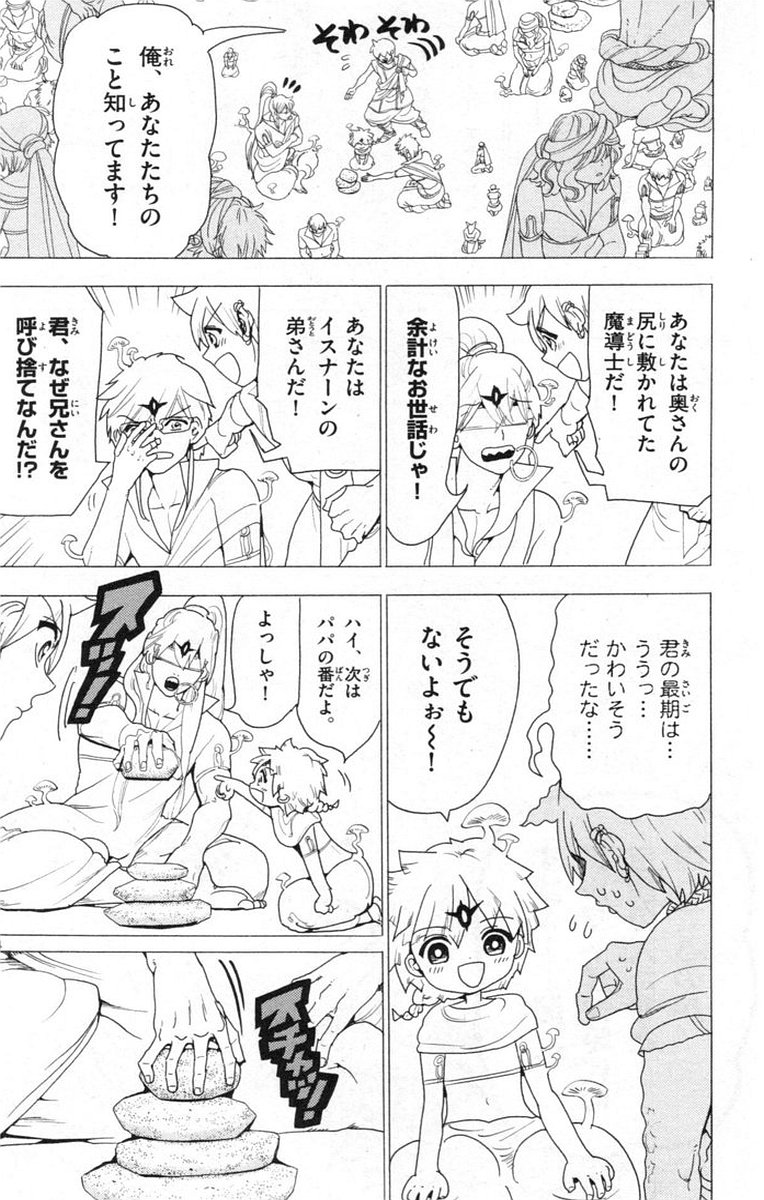 そわそわ
俺、あなたたちの
こと知ってます!
あなたは奥さんの
尻に敷かれてた
魔導士だ!
余計なお世話じゃ!
あなたは
イスナーンの
弟さんだ!
君、なぜ兄さんを
呼び捨てなんだ!?
君の最期は…
ううっ…
かわいそう
だったな……
そうでも
ないよぉ～!
ハイ、次は
パパの番だよ。
よっしゃ!
オチャッ!